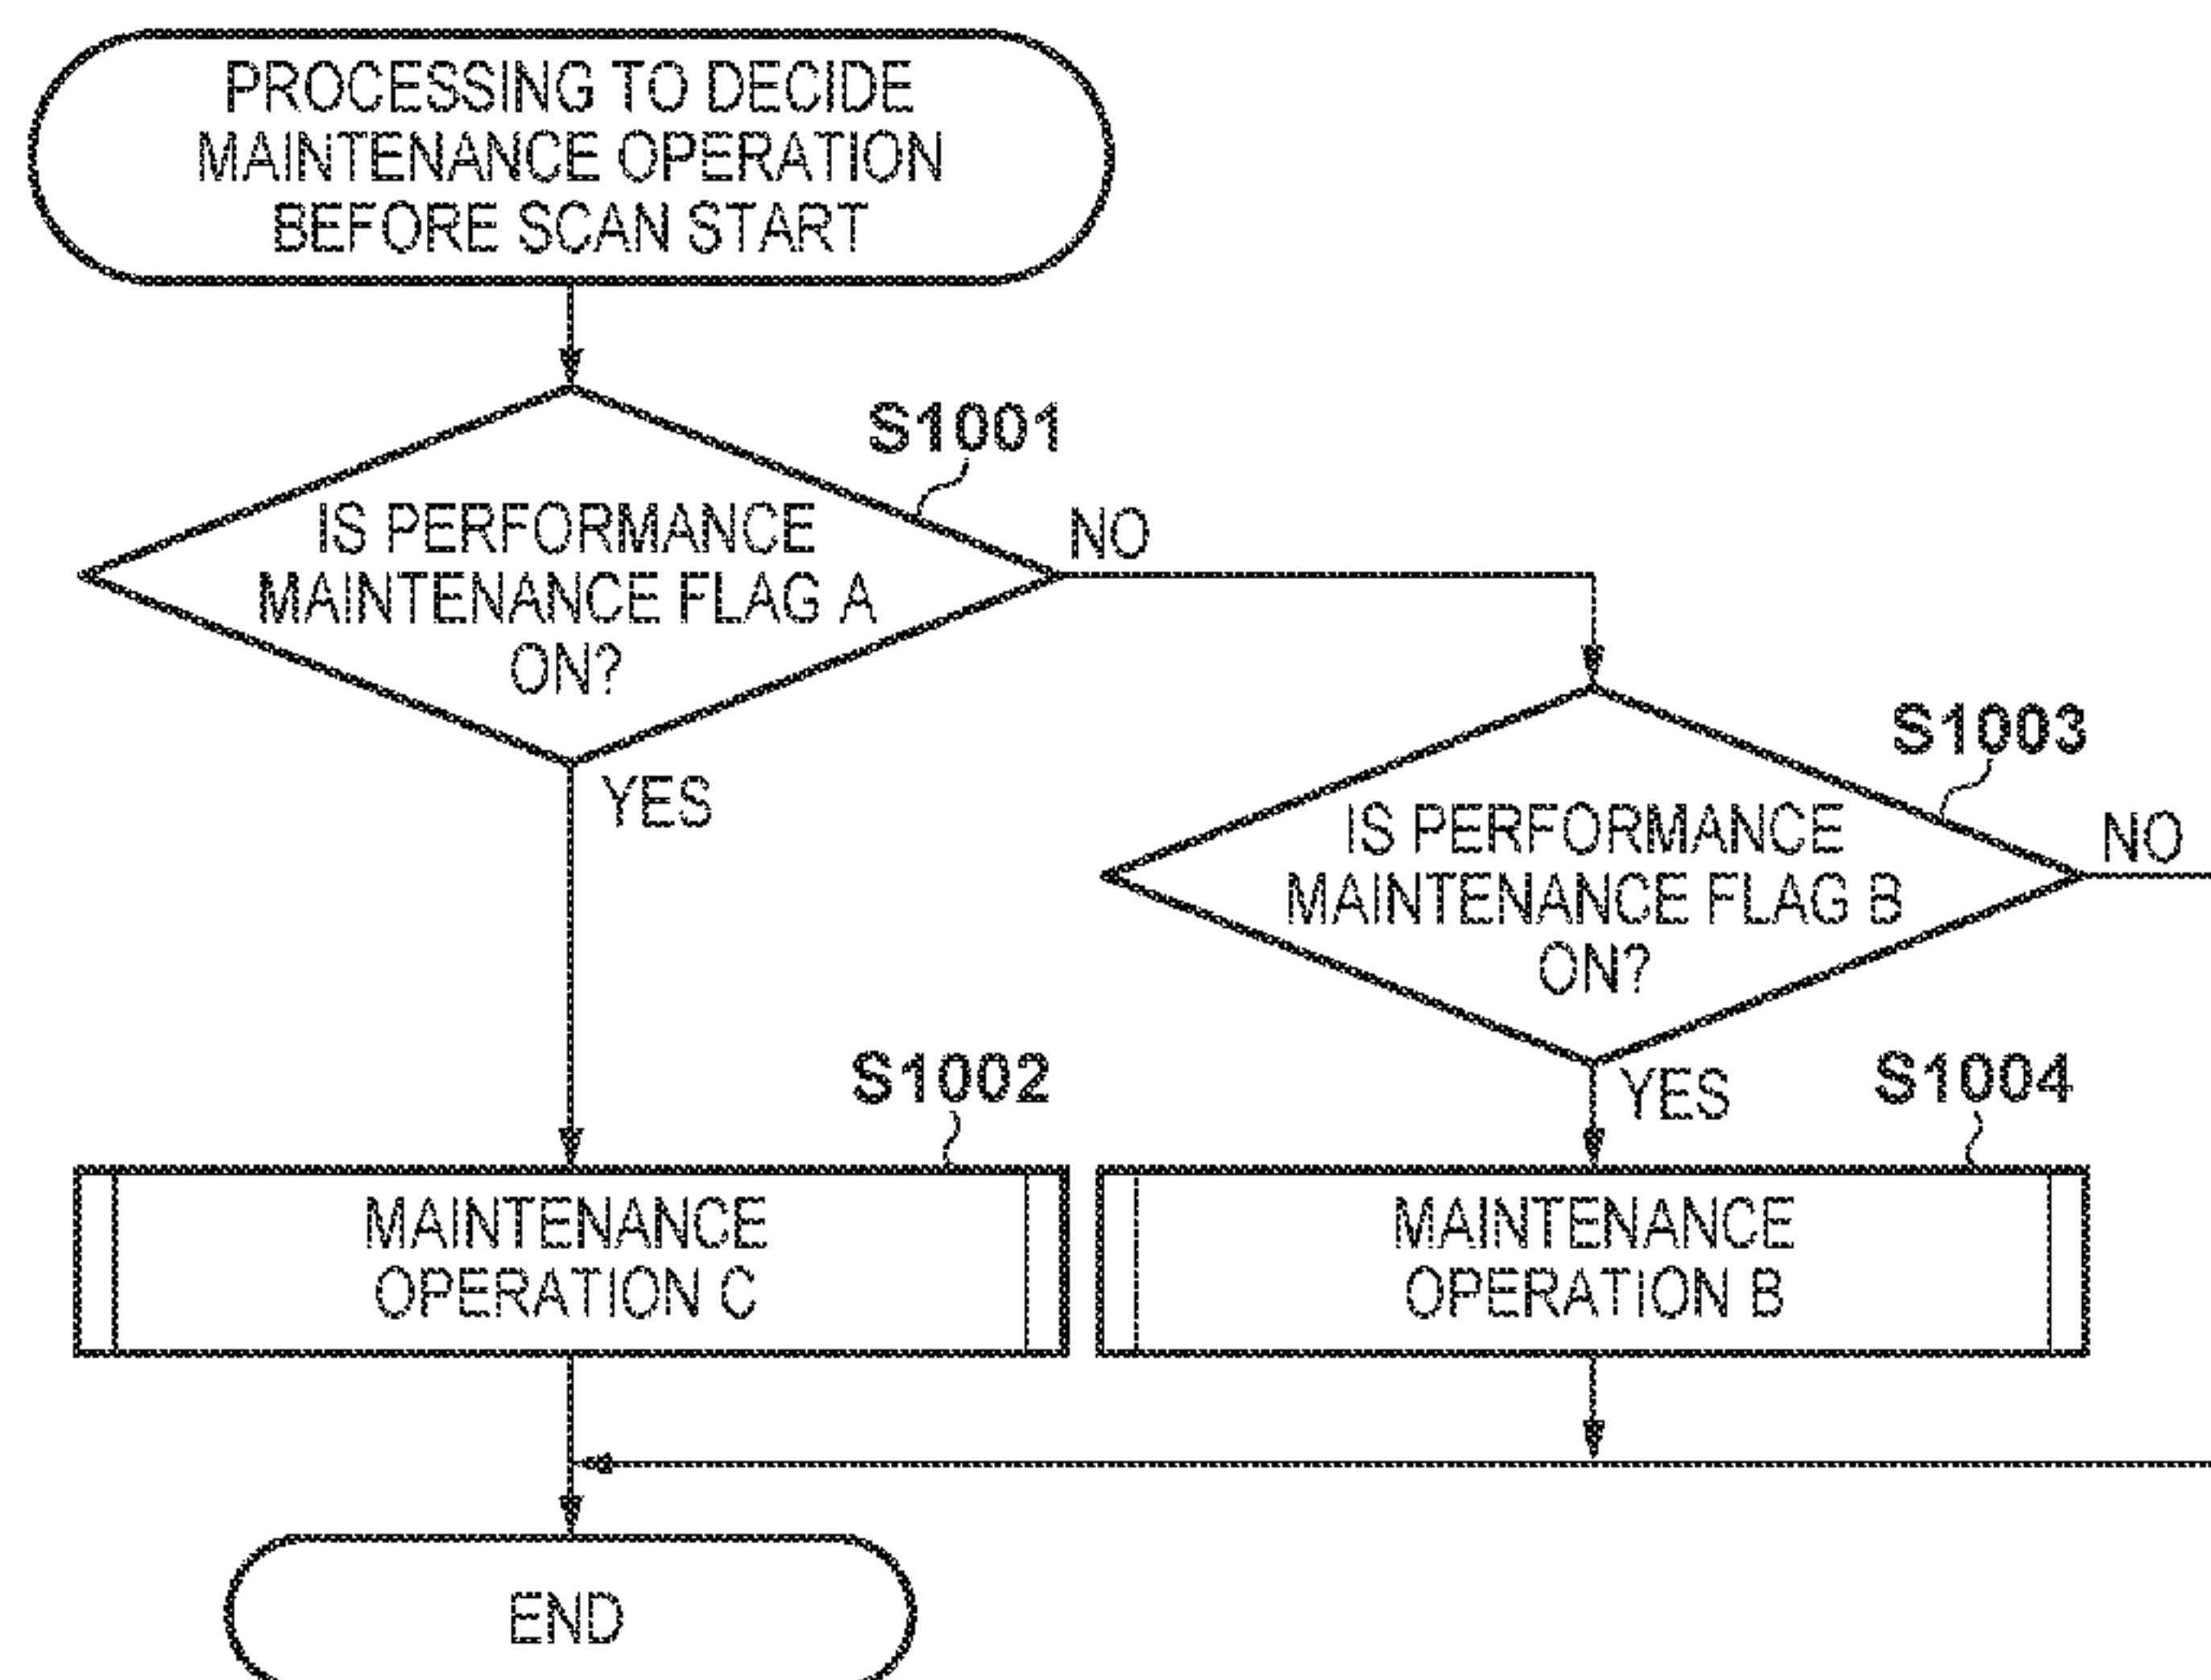 PROCESSING TO DECIDE
MAINTENANCE OPERATION
BEFORE SCAN START
S1001
IS PERFORMANCE
MAINTENANCE FLAG A
ON?
NO
YES
S1003
IS PERFORMANCE
MAINTENANCE FLAG B
ON?
NO
YES
S1002
MAINTENANCE
OPERATION C
S1004
MAINTENANCE
OPERATION B
END